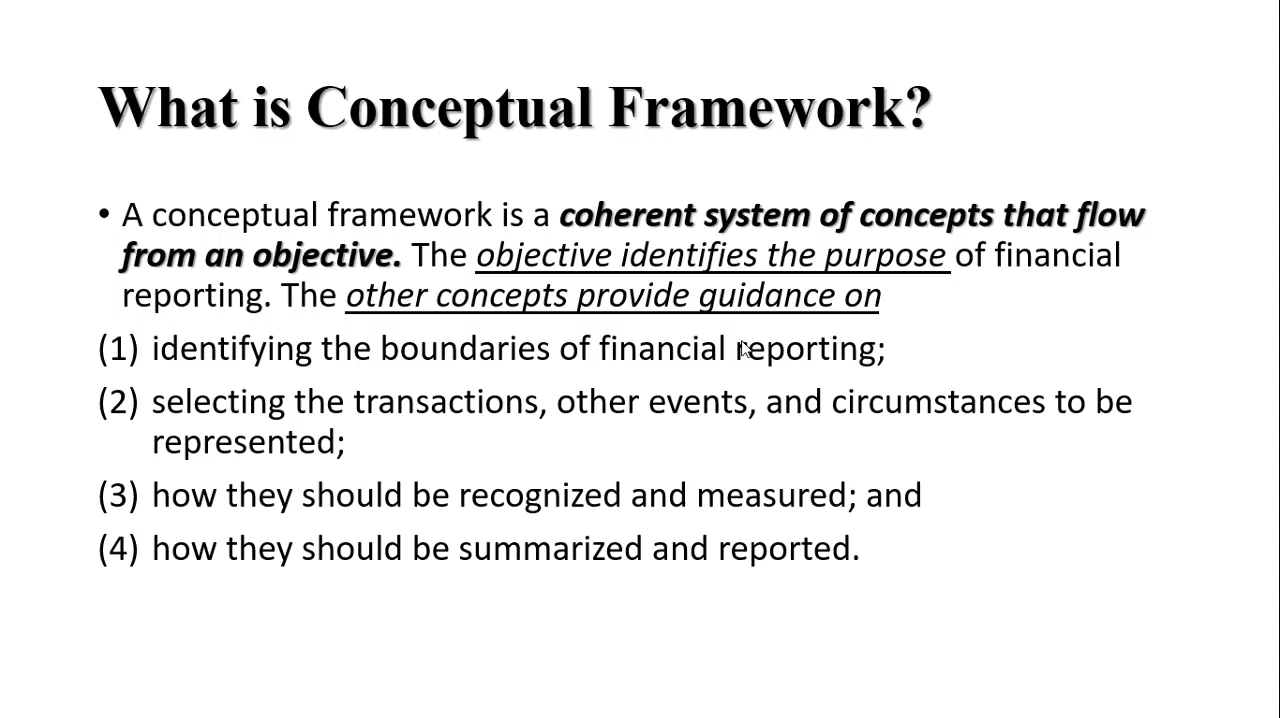 What is Conceptual Framework?
• A conceptual framework is a coherent system of concepts that flow
from an objective. The objective identifies the purpose of financial
reporting. The other concepts provide guidance on
(1) identifying the boundaries of financial reporting;
(2) selecting the transactions, other events, and circumstances to be
represented;
(3) how they should be recognized and measured; and
(4) how they should be summarized and reported.